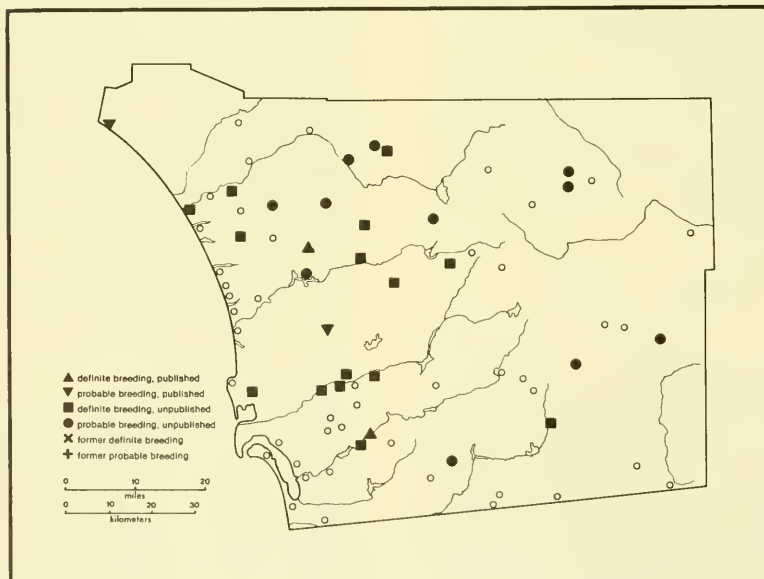 definite breeding, published
probable breeding, published
definite breeding, unpublished
probable breeding, unpublished
former definite breeding
former probable breeding
0 20
miles
0 10 20 30
kilometers